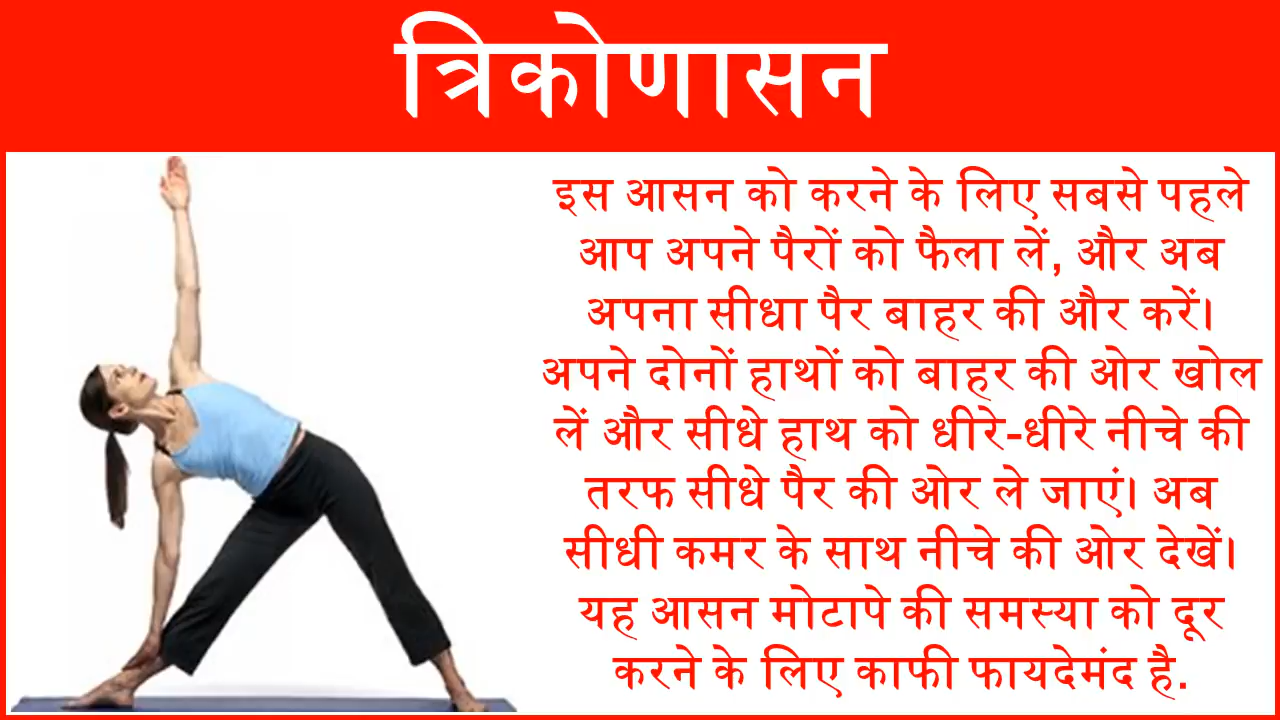 त्रिकोणासन
इस आसन को करने के लिए सबसे पहले
आप अपने पैरों को फैला लें, और अब
अपना सीधा पैर बाहर की और करें।
अपने दोनों हाथों को बाहर की ओर खोल
लें और सीधे हाथ को धीरे-धीरे नीचे की
तरफ सीधे पैर की ओर ले जाएं। अब
सीधी कमर के साथ नीचे की ओर देखें।
यह आसन मोटापे की समस्या को दूर
करने के लिए काफी फायदेमंद है.